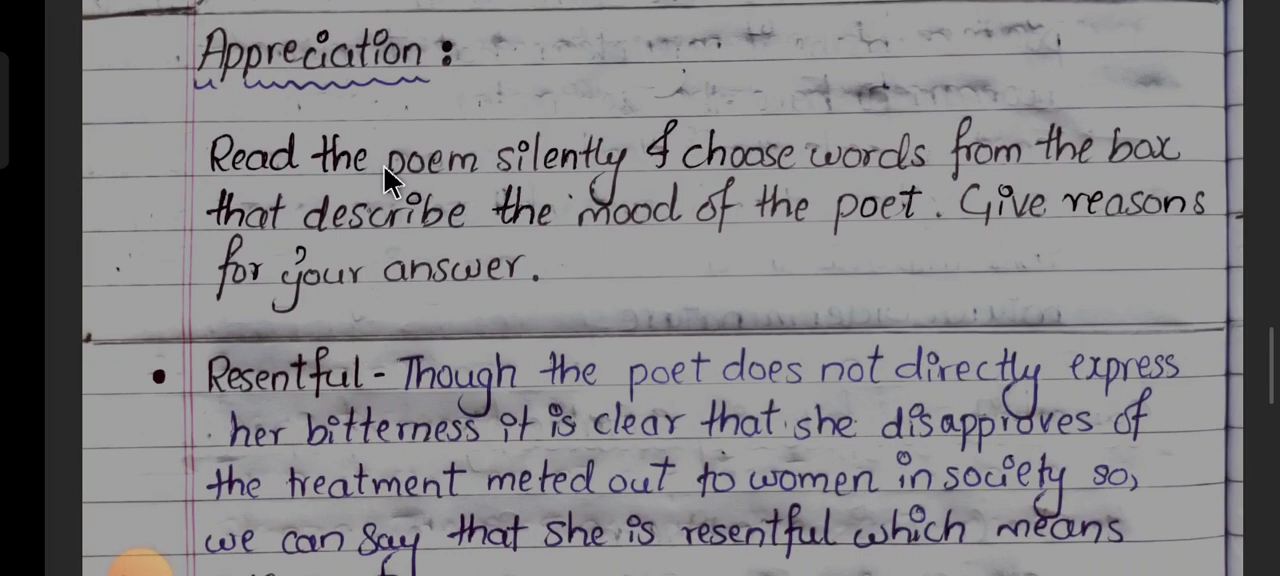 Appreciation :
Read the poem silently & choose words from the box
that describe the mood of the poet. Give reasons
for your answer.
• Resentful - Though the poet does not directly express
her bitterness it is clear that she disapproves of
the treatment meted out to women in society so,
we can say that she is resentful which means